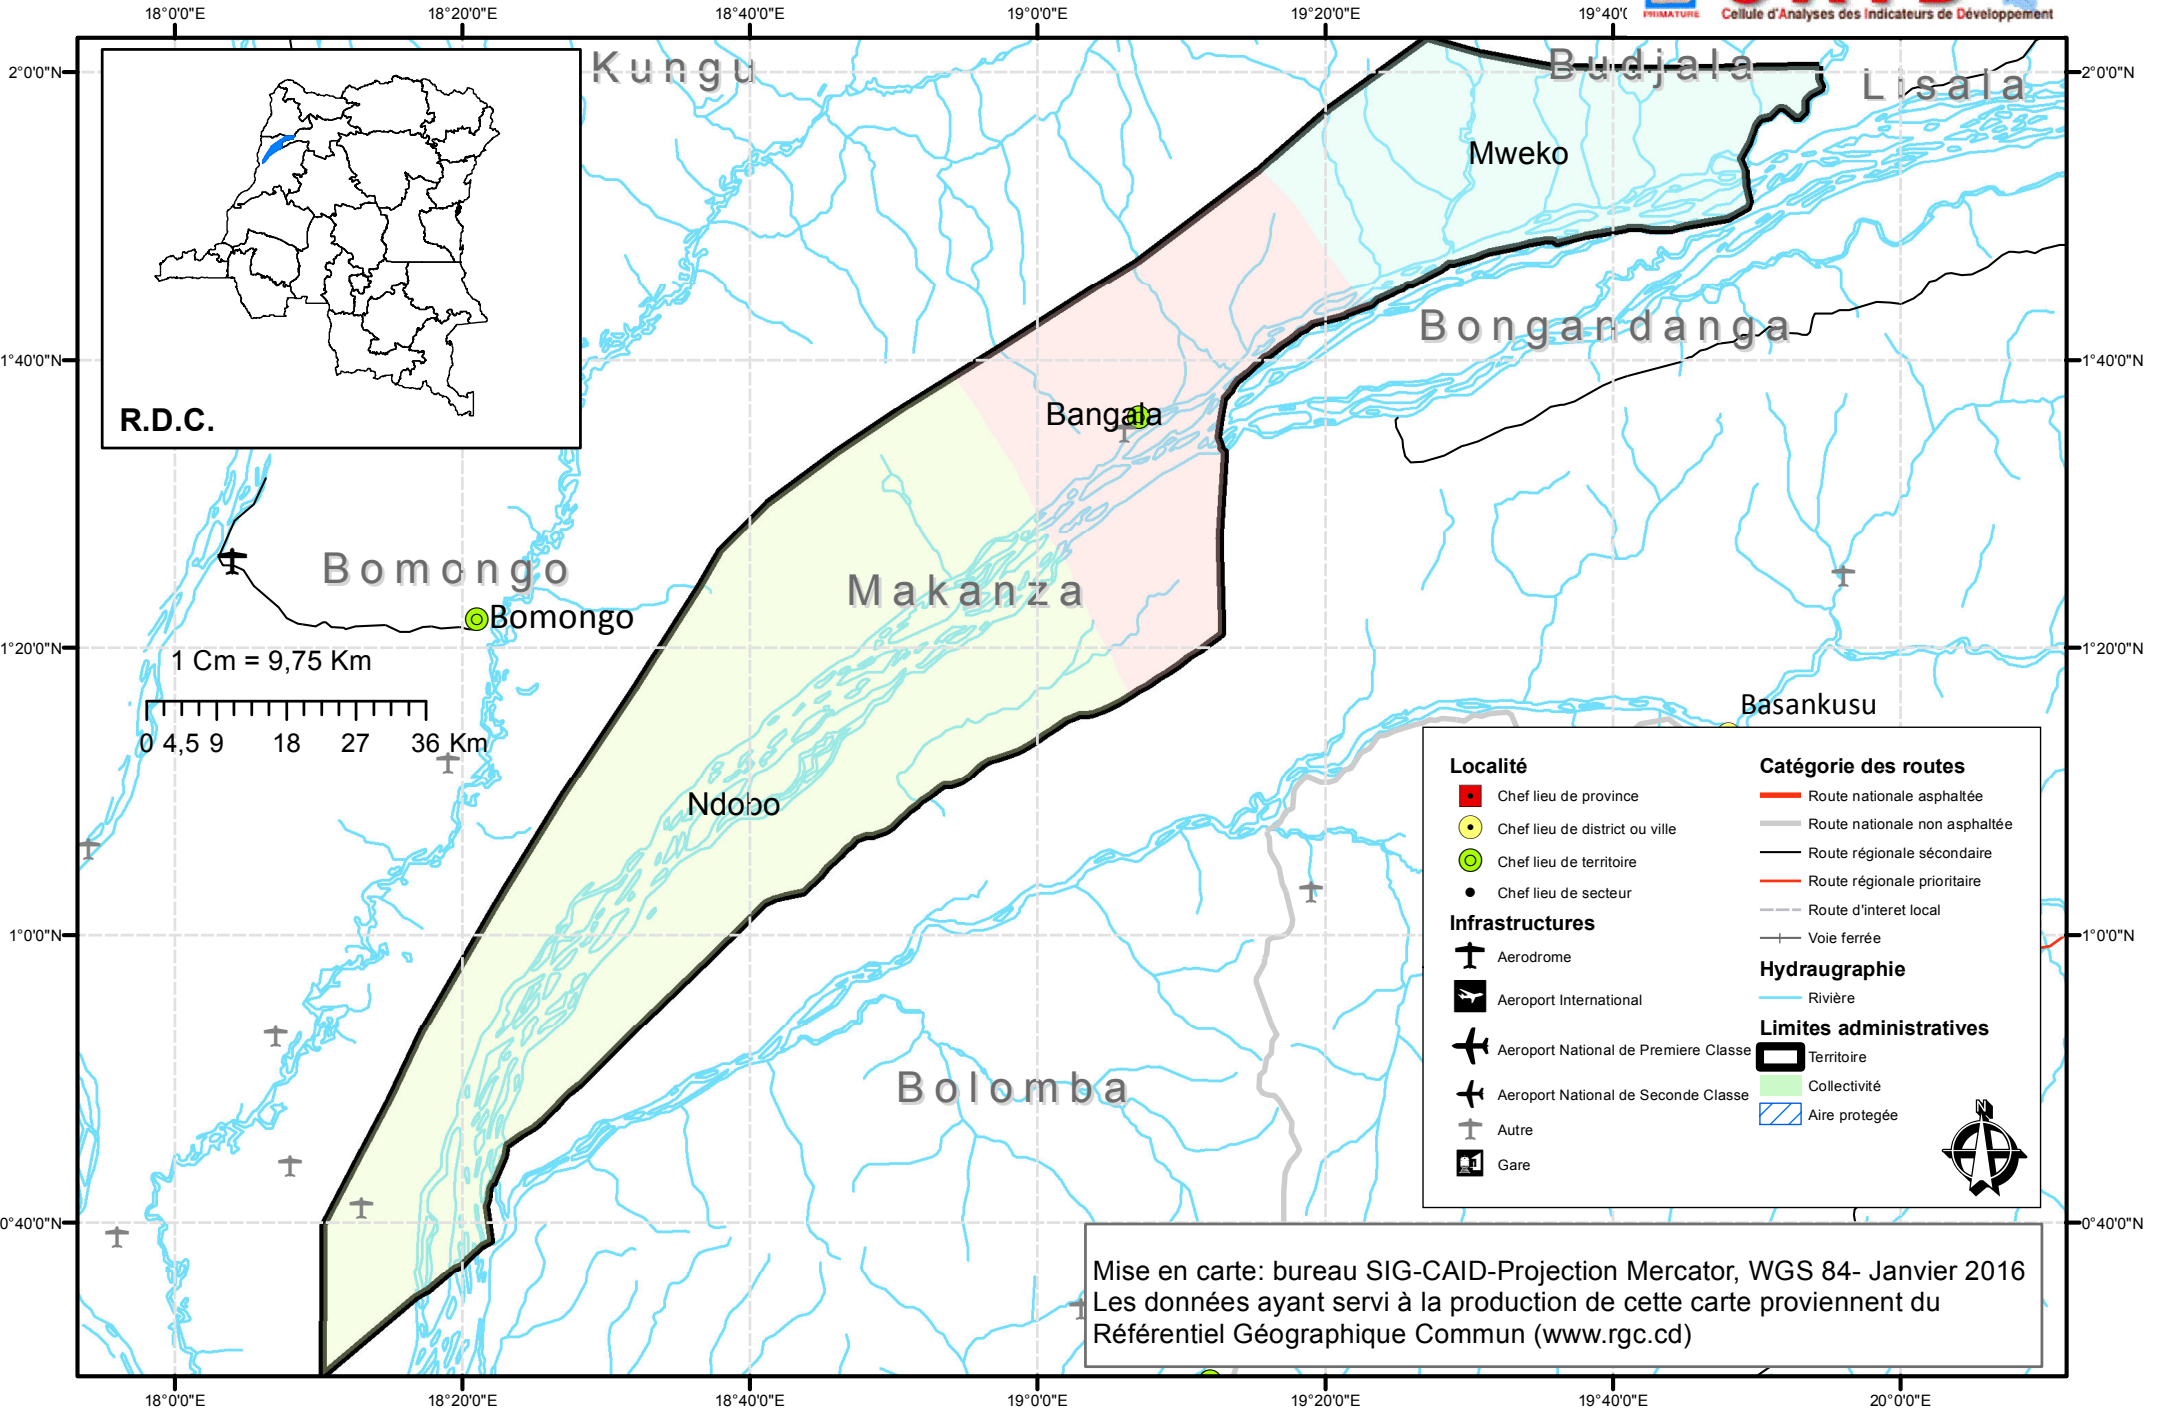 18°0'0"E 18°20'0"E 18°40'0"E 19°0'0"E 19°20'0"E
PRIMATURE
Cellule d'Analyses des Indicateurs de Développement
2°0'0"N
2°0'0"N
Kungu
Budjala
Lisala
Mweko
R.D.C.
Bongandanga
1°40'0"N
1°40'0"N
Bangala
Bomongo
Makanza
Bomongo
1°20'0"N
1°20'0"N
1 Cm = 9,75 Km
0 4,5 9 18 27 36 Km
Ndobo
Basankusu
Localité
Chef lieu de province
Chef lieu de district ou ville
Chef lieu de territoire
Chef lieu de secteur
Infrastructures
Aerodrome
Aeroport International
Aeroport National de Premiere Classe
Aeroport National de Seconde Classe
Autre
Gare
Catégorie des routes
Route nationale asphaltée
Route nationale non asphaltée
Route régionale sécondaire
Route régionale prioritaire
Route d'interet local
Voie ferrée
Hydraugraphie
Rivière
Limites administratives
Territoire
Collectivité
Aire protegée
N
1°0'0"N
1°0'0"N
Bolomba
0°40'0"N
0°40'0"N
Mise en carte: bureau SIG-CAID-Projection Mercator, WGS 84- Janvier 2016
Les données ayant servi à la production de cette carte proviennent du
Référentiel Géographique Commun (www.rgc.cd)
18°0'0"E 18°20'0"E 18°40'0"E 19°0'0"E 19°20'0"E 19°40'0"E 20°0'0"E